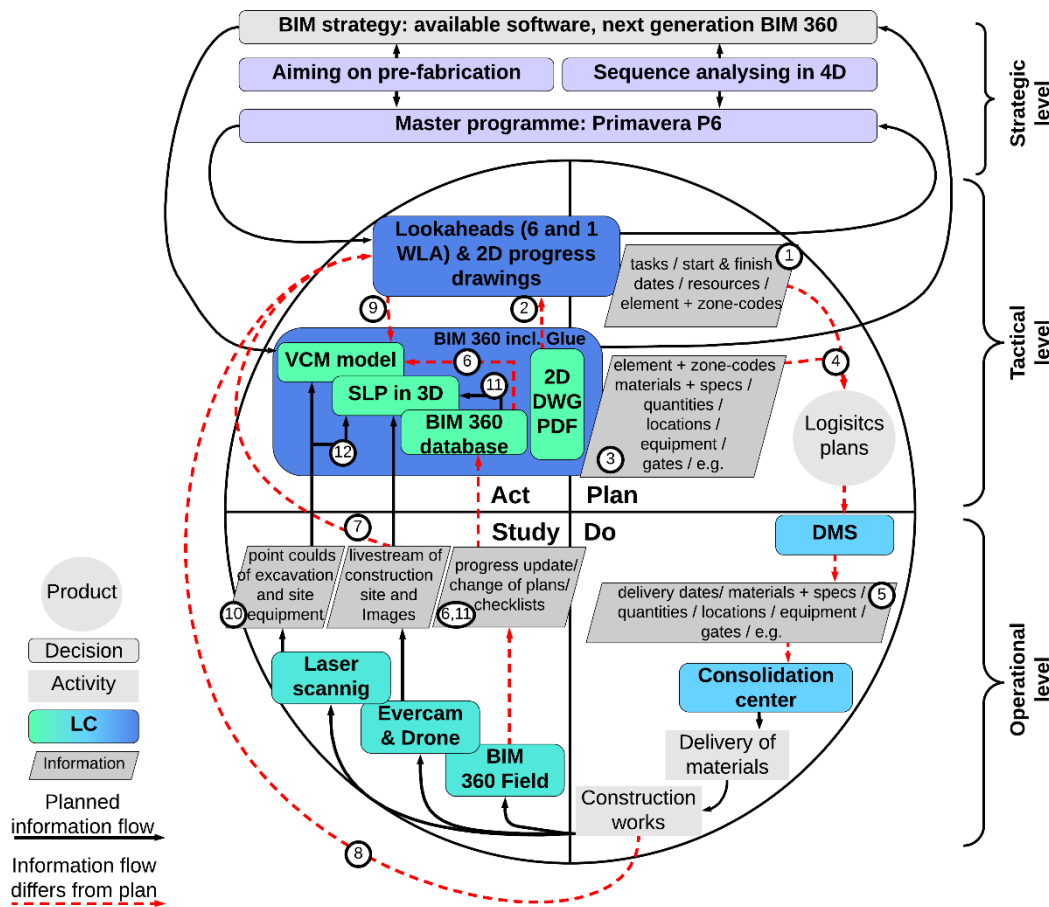 BIM strategy: available software, next generation BIM 360
Aiming on pre-fabrication
Sequence analysing in 4D
Master programme: Primavera P6
Strategic
level
Lookaheads (6 and 1
WLA) & 2D progress
drawings
1
tasks / start & finish
dates / resources /
element + zone-codes
9
2
BIM 360 incl. Glue
VCM model
6
4
SLP in 3D
11
2D
DWG
PDF
BIM 360
database
12
element + zone-codes
materials + specs /
quantities /
locations /
equipment /
gates / e.g.
3
Logisitcs
plans
Tactical
level
Act
Plan
Study
Do
7
DMS
point coulds
of excavation
and site
equipment
10
livestream of
construction
site and
Images
progress update/
change of plans/
checklists
6,11
delivery dates/ materials + specs /
quantities / locations / equipment /
gates / e.g.
5
Laser
scannig
Evercam
& Drone
BIM
360 Field
Consolidation
center
Delivery of
materials
Construction
works
8
Operational
level
Product
Decision
Activity
LC
Information
Planned
information flow
Information flow
differs from plan